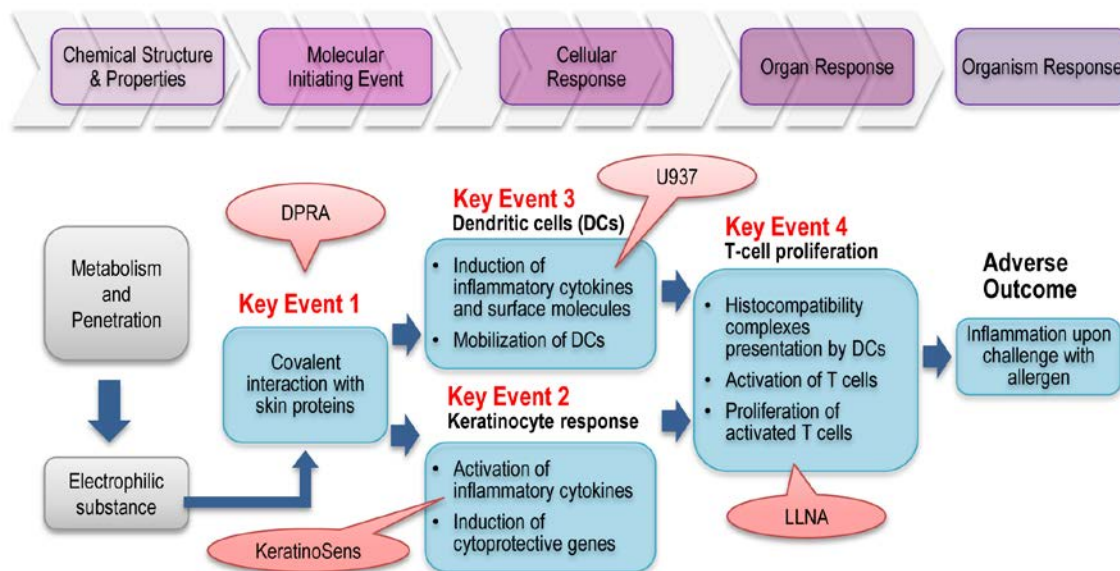 Chemical Structure
& Properties
Molecular
Initiating Event
Cellular
Response
Organ Response
Organism Response
Metabolism
and
Penetration
Electrophilic
substance
DPRA
Key Event 1
Covalent
interaction with
skin proteins
Key Event 3
Dendritic cells (DCs)
U937
• Induction of
inflammatory cytokines
and surface molecules
• Mobilization of DCs
Key Event 2
Keratinocyte response
• Activation of
inflammatory cytokines
• Induction of
cytoprotective genes
KeratinoSens
Key Event 4
T-cell proliferation
• Histocompatibility
complexes
presentation by DCs
• Activation of T cells
• Proliferation of
activated T cells
LLNA
Adverse
Outcome
Inflammation upon
challenge with
allergen